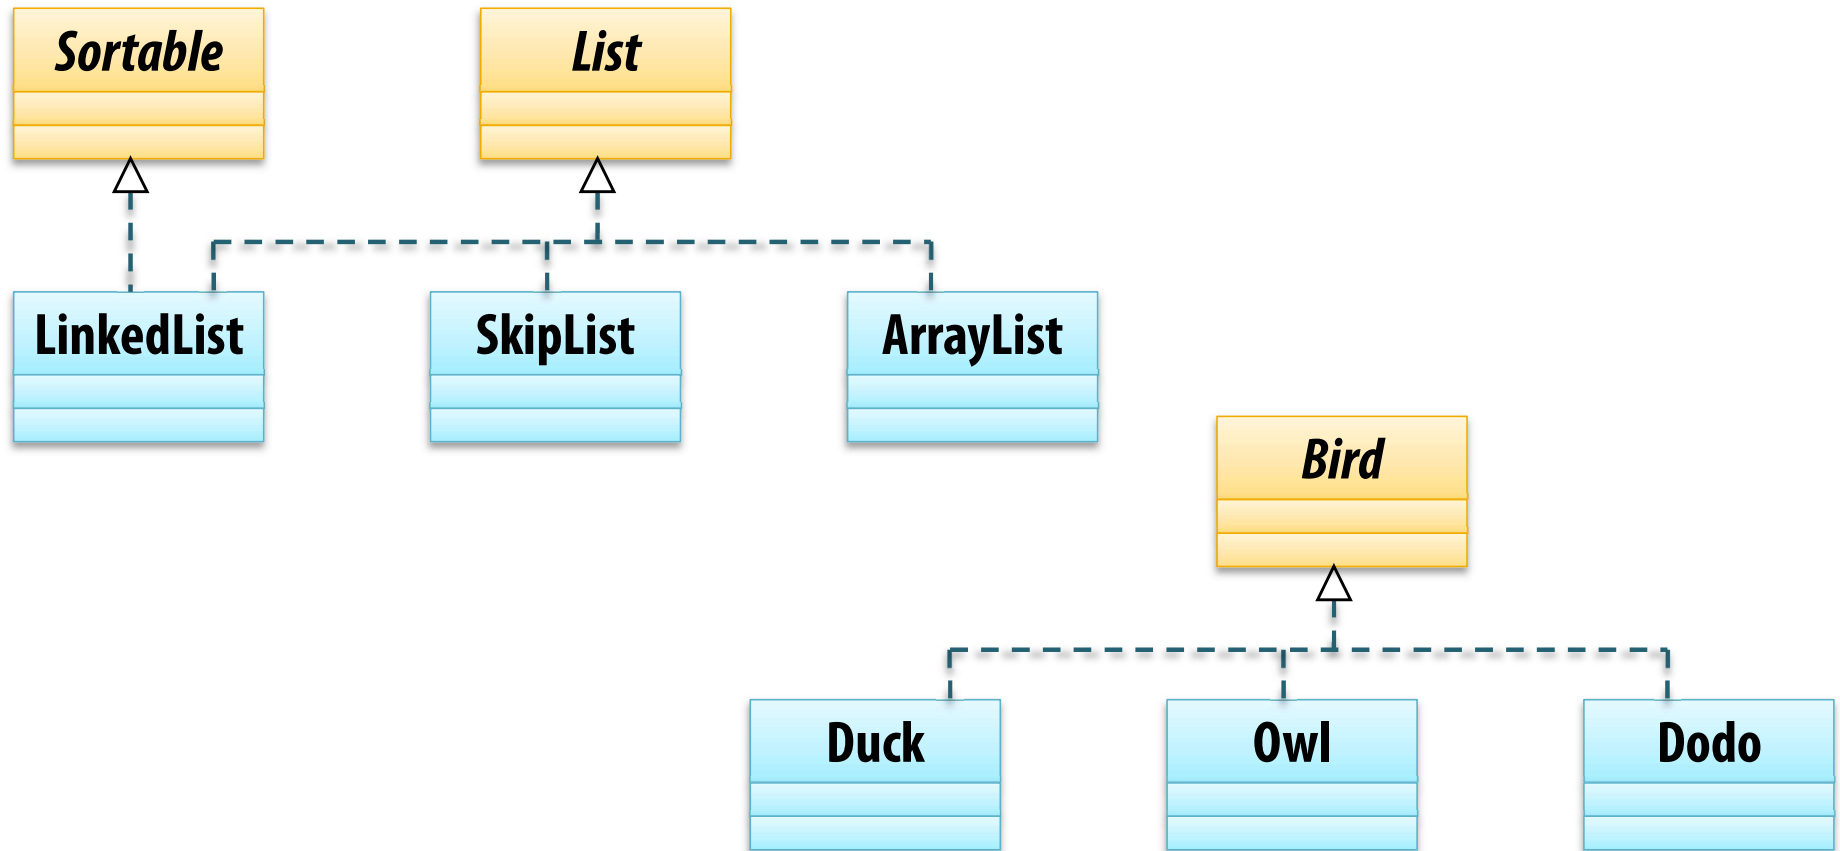 Sortable
List
LinkedList
SkipList
ArrayList
Bird
Duck
Owl
Dodo